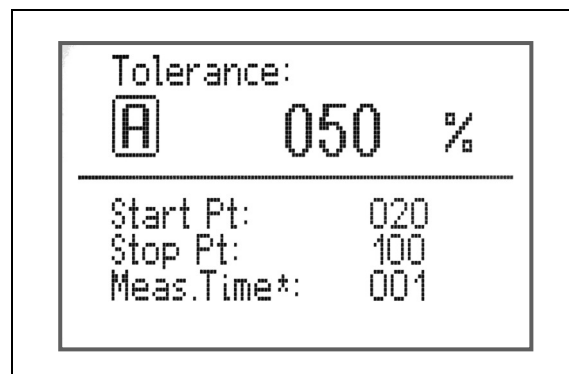 Tolerance:
A 050 %
Start Pt: 020
Stop Pt: 100
Meas.Time*: 001